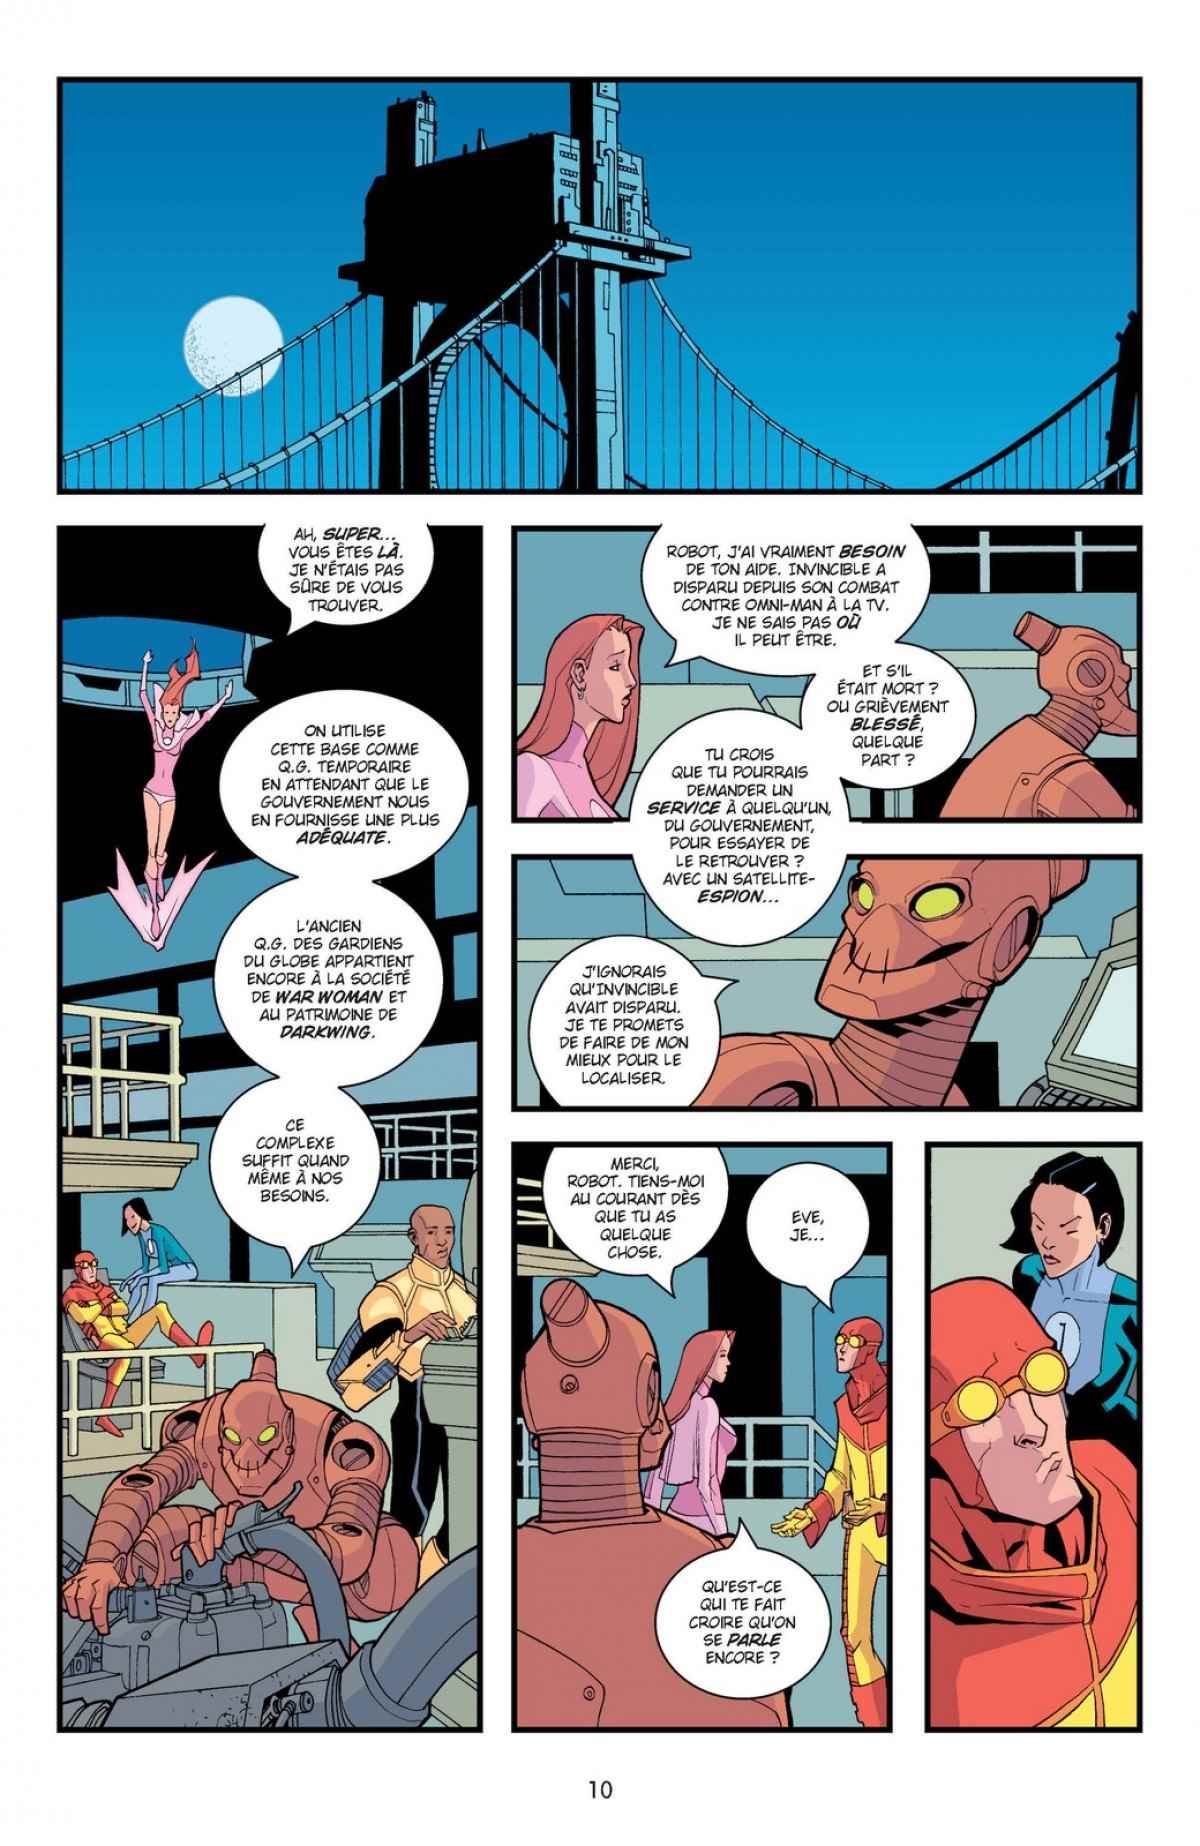 AH, SUPER...
VOUS ÊTES LÀ.
JE N'ÉTAIS PAS
SÛRE DE VOUS
TROUVER.
ON UTILISE
CETTE BASE COMME
Q.G. TEMPORAIRE
EN ATTENDANT QUE LE
GOUVERNEMENT NOUS
EN FOURNISSE UNE PLUS
ADÉQUATE.
L'ANCIEN
Q.G. DES GARDIENS
DU GLOBE APPARTIENT
ENCORE À LA SOCIÉTÉ
DE WAR WOMAN ET
AU PATRIMOINE DE
DARKWING.
CE
COMPLEXE
SUFFIT QUAND
MÊME À NOS
BESOINS.
ROBOT, J'AI VRAIMENT BESOIN
DE TON AIDE. INVINCIBLE A
DISPARU DEPUIS SON COMBAT
CONTRE OMNI-MAN À LA TV.
JE NE SAIS PAS OÙ
IL PEUT ÊTRE.
ET S'IL
ÉTAIT MORT ?
OU GRIÈVEMENT
BLESSÉ,
QUELQUE
PART ?
TU CROIS
QUE TU POURRAIS
DEMANDER UN
SERVICE À QUELQU'UN,
DU GOUVERNEMENT,
POUR ESSAYER DE
LE RETROUVER ?
AVEC UN SATELLITE-
ESPION...
J'IGNORAIS
QU'INVINCIBLE
AVAIT DISPARU.
JE TE PROMETS
DE FAIRE DE MON
MIEUX POUR LE
LOCALISER.
MERCI,
ROBOT. TIENS-MOI
AU COURANT DÈS
QUE TU AS
QUELQUE
CHOSE.
EVE,
JE...
QU'EST-CE
QUI TE FAIT
CROIRE QU'ON
SE PARLE
ENCORE ?
10